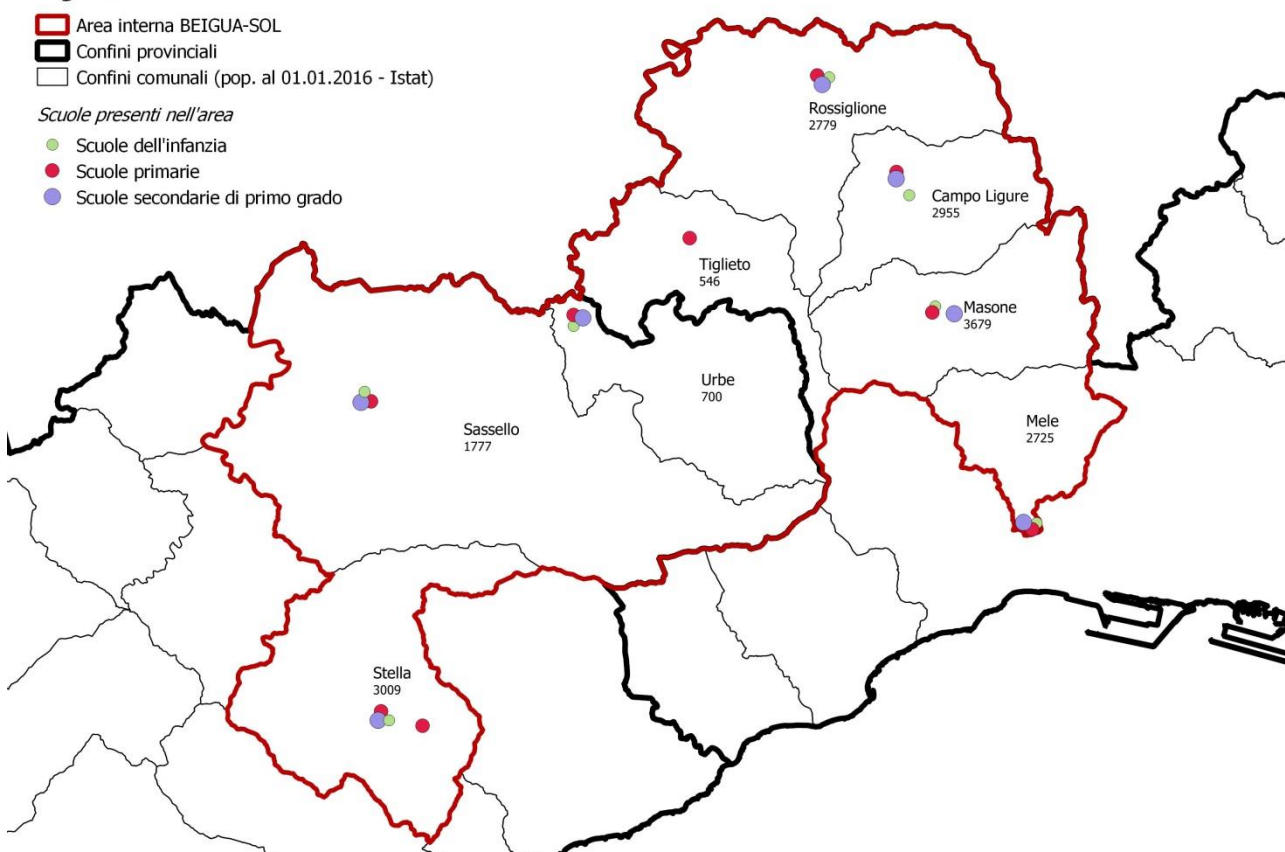 Area interna BEIGUA-SOL
Confini provinciali
Confini comunali (pop. al 01.01.2016 - Istat)
Scuole presenti nell'area
Scuole dell'infanzia
Scuole primarie
Scuole secondarie di primo grado
Rossiglione
2779
Campo Ligure
2955
Tiglieto
546
Masone
3679
Urbe
700
Mele
2725
Sassello
1777
Stella
3009